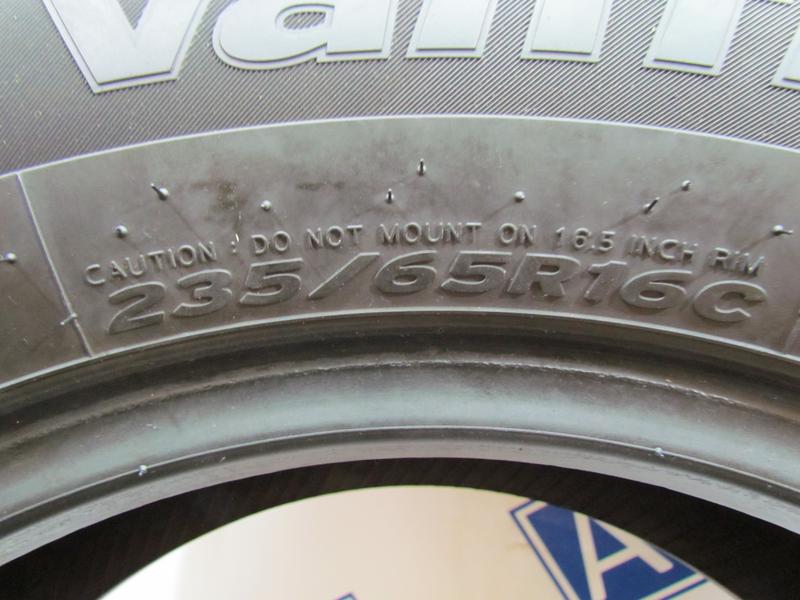 CAUTION : DO NOT MOUNT ON 16.5 INCH RIM
235/65R16C
A